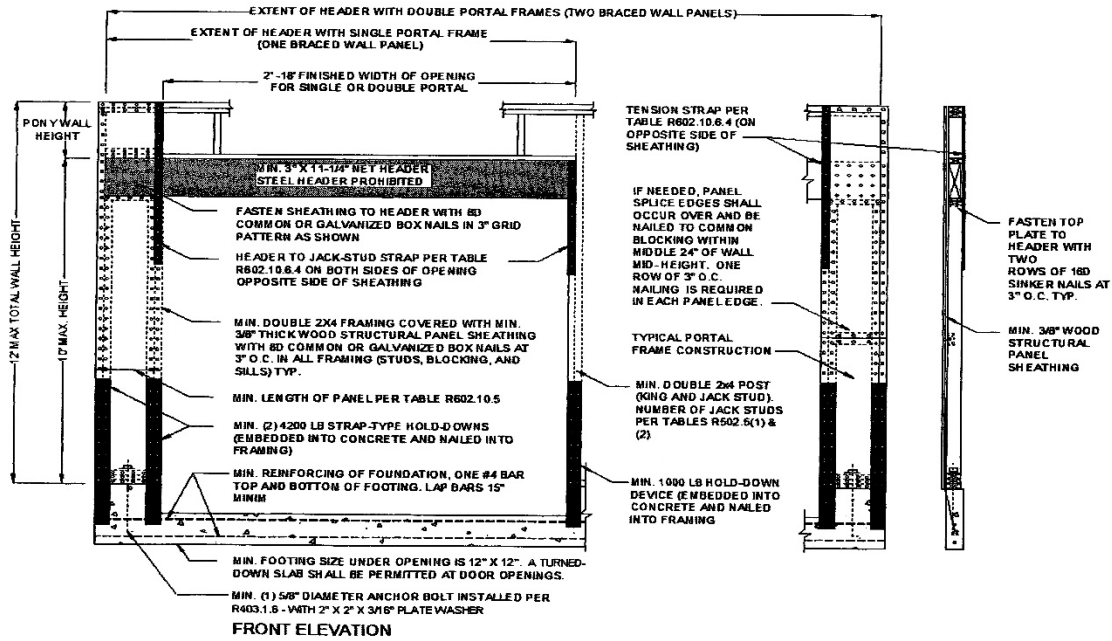 EXTENT OF HEADER WITH DOUBLE PORTAL FRAMES (TWO BRACED WALL PANELS)
EXTENT OF HEADER WITH SINGLE PORTAL FRAME
(ONE BRACED WALL PANEL)
2' -18' FINISHED WIDTH OF OPENING
FOR SINGLE OR DOUBLE PORTAL
PONY WALL
HEIGHT
12' MAX TOTAL WALL HEIGHT
10' MAX. HEIGHT
MIN. 3" X 11-1/4" NET HEADER
STEEL HEADER PROHIBITED
FASTEN SHEATHING TO HEADER WITH 8D
COMMON OR GALVANIZED BOX NAILS IN 3" GRID
PATTERN AS SHOWN
HEADER TO JACK-STUD STRAP PER TABLE
R602.10.6.4 ON BOTH SIDES OF OPENING
OPPOSITE SIDE OF SHEATHING
MIN. DOUBLE 2X4 FRAMING COVERED WITH MIN.
3/8" THICK WOOD STRUCTURAL PANEL SHEATHING
WITH 8D COMMON OR GALVANIZED BOX NAILS AT
3" O.C. IN ALL FRAMING (STUDS, BLOCKING, AND
SILLS) TYP.
MIN. LENGTH OF PANEL PER TABLE R602.10.5
MIN. (2) 4200 LB STRAP-TYPE HOLD-DOWNS
(EMBEDDED INTO CONCRETE AND NAILED INTO
FRAMING)
MIN. REINFORCING OF FOUNDATION, ONE #4 BAR
TOP AND BOTTOM OF FOOTING. LAP BARS 15"
MINIM
MIN. FOOTING SIZE UNDER OPENING IS 12" X 12". A TURNED-
DOWN SLAB SHALL BE PERMITTED AT DOOR OPENINGS.
MIN. (1) 5/8" DIAMETER ANCHOR BOLT INSTALLED PER
R403.1.6 - WITH 2" X 2" X 3/16" PLATE WASHER
FRONT ELEVATION
TENSION STRAP PER
TABLE R602.10.6.4 (ON
OPPOSITE SIDE OF
SHEATHING)
IF NEEDED, PANEL
SPLICE EDGES SHALL
OCCUR OVER AND BE
NAILED TO COMMON
BLOCKING WITHIN
MIDDLE 24" OF WALL
MID-HEIGHT. ONE
ROW OF 3" O.C.
NAILING IS REQUIRED
IN EACH PANEL EDGE.
TYPICAL PORTAL
FRAME CONSTRUCTION
MIN. DOUBLE 2x4 POST
(KING AND JACK STUD).
NUMBER OF JACK STUDS
PER TABLES R502.5(1) &
(2)
MIN. 1000 LB HOLD-DOWN
DEVICE (EMBEDDED INTO
CONCRETE AND NAILED
INTO FRAMING
FASTEN TOP
PLATE TO
HEADER WITH
TWO
ROWS OF 16D
SINKER NAILS AT
3" O.C. TYP.
MIN. 3/8" WOOD
STRUCTURAL
PANEL
SHEATHING